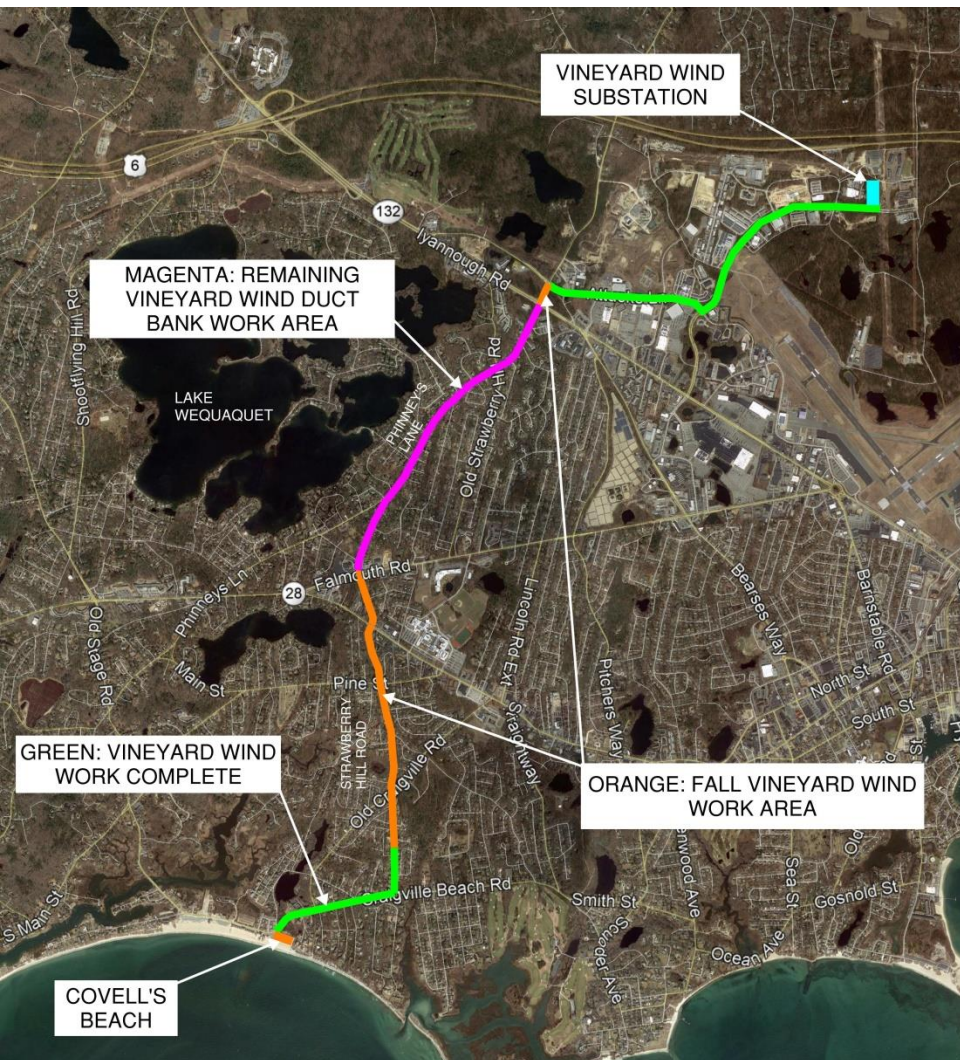 VINEYARD WIND
SUBSTATION
6
132
Iyannough Rd
MAGENTA: REMAINING
VINEYARD WIND DUCT
BANK WORK AREA
Shootflying Hill Rd
LAKE
WEQUAQUET
PHINNEYS
LANE
Old Strawberry Hill Rd
Falmouth Rd
28
Phinneys Ln
Old Stage Rd
Main St
Lincoln Rd Ext
Bearses Way
Barnstable Rd
Pine St
Pitchers Way
North St
South St
STRAWBERRY
HILL ROAD
Straightway
Old Craigville Rd
GREEN: VINEYARD WIND
WORK COMPLETE
ORANGE: FALL VINEYARD WIND
WORK AREA
Craigville Beach Rd
Smith St
Sea St
Gosnold St
S Main St
Scudder Ave
Ocean Ave
COVELL'S
BEACH